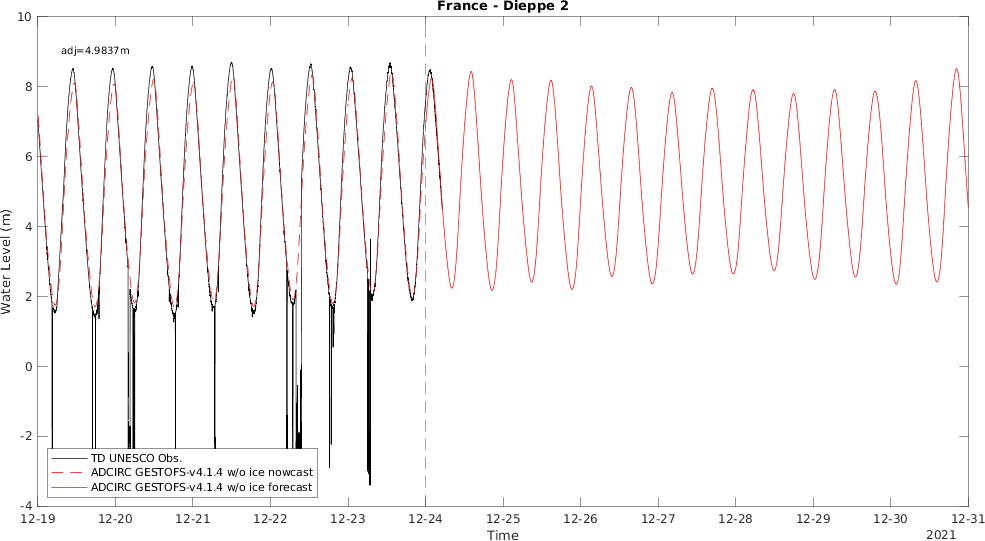 France - Dieppe 2
10
adj=4.9837m
8
6
4
2
0
-2
-4
Water Level (m)
TD UNESCO Obs.
ADCIRC GESTOFS-v4.1.4 w/o ice nowcast
ADCIRC GESTOFS-v4.1.4 w/o ice forecast
12-19 12-20 12-21 12-22 12-23 12-24 12-25 12-26 12-27 12-28 12-29 12-30 12-31
Time
2021